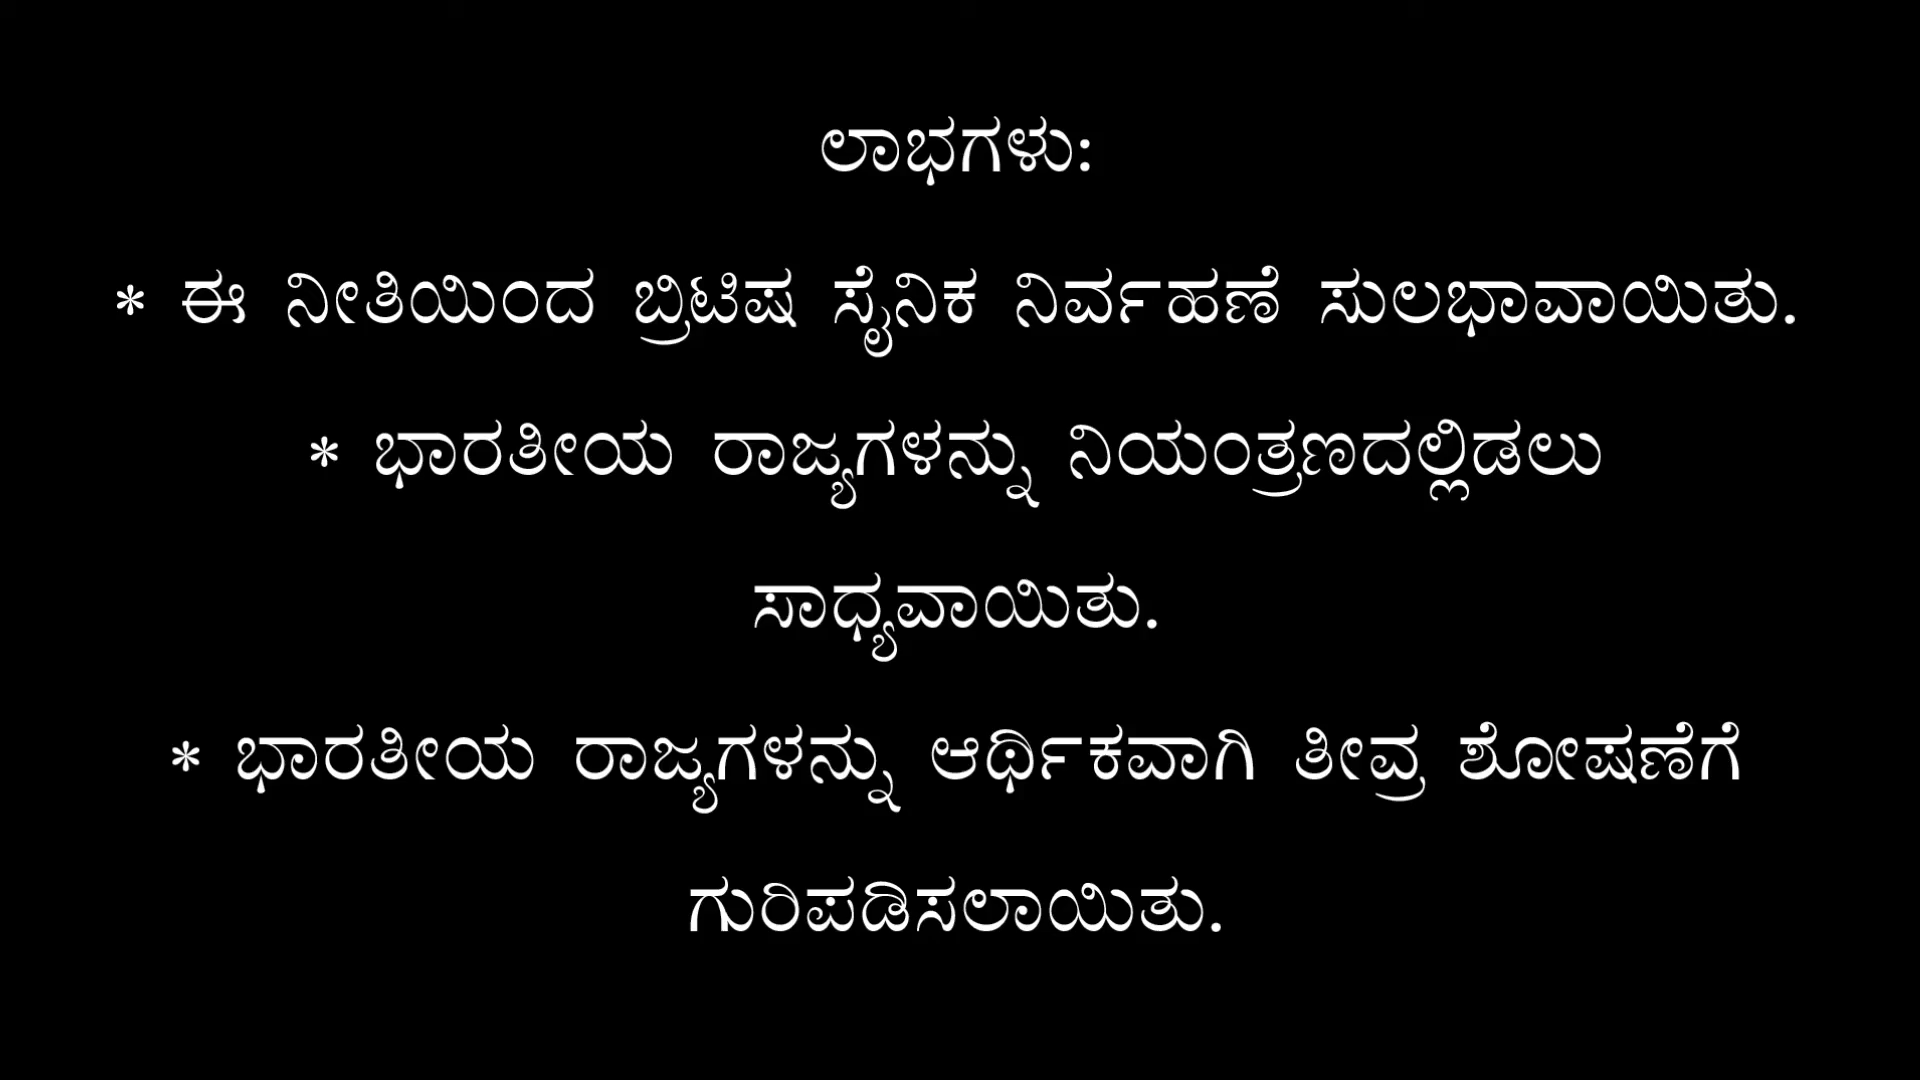 ಲಾಭಗಳು:
* ಈ ನೀತಿಯಿಂದ ಬ್ರಿಟಿಷ ಸೈನಿಕ ನಿರ್ವಹಣೆ ಸುಲಭಾವಾಯಿತು.
* ಭಾರತೀಯ ರಾಜ್ಯಗಳನ್ನು ನಿಯಂತ್ರಣದಲ್ಲಿಡಲು
ಸಾಧ್ಯವಾಯಿತು.
* ಭಾರತೀಯ ರಾಜ್ಯಗಳನ್ನು ಆರ್ಥಿಕವಾಗಿ ತೀವ್ರ ಶೋಷಣೆಗೆ
ಗುರಿಪಡಿಸಲಾಯಿತು.